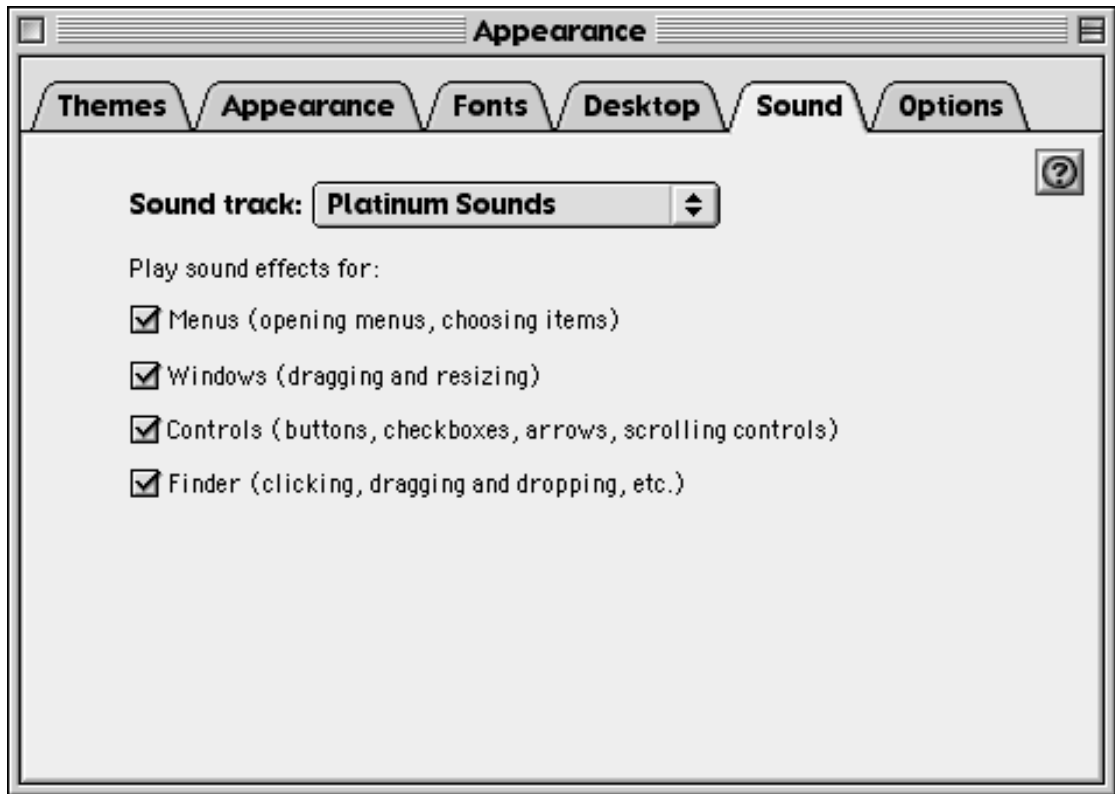 Appearance
Themes Appearance Fonts Desktop Sound Options
?
Sound track: Platinum Sounds
Play sound effects for:
Menus (opening menus, choosing items)
Windows (dragging and resizing)
Controls (buttons, checkboxes, arrows, scrolling controls)
Finder (clicking, dragging and dropping, etc.)